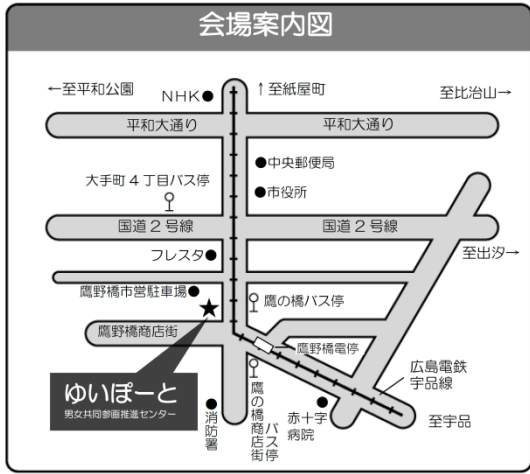 会場案内図
←至平和公園
NHK
↑至紙屋町
至比治山→
平和大通り
平和大通り
中央郵便局
大手町4丁目バス停
市役所
国道2号線
国道2号線
フレスタ
至出汐→
鷹野橋市営駐車場
鷹の橋バス停
鷹野橋商店街
鷹野橋電停
広島電鉄
宇品線
ゆいぽーと
男女共同参画推進センター
消防署
鷹の橋商店街
バス停
赤十字
病院
至宇品